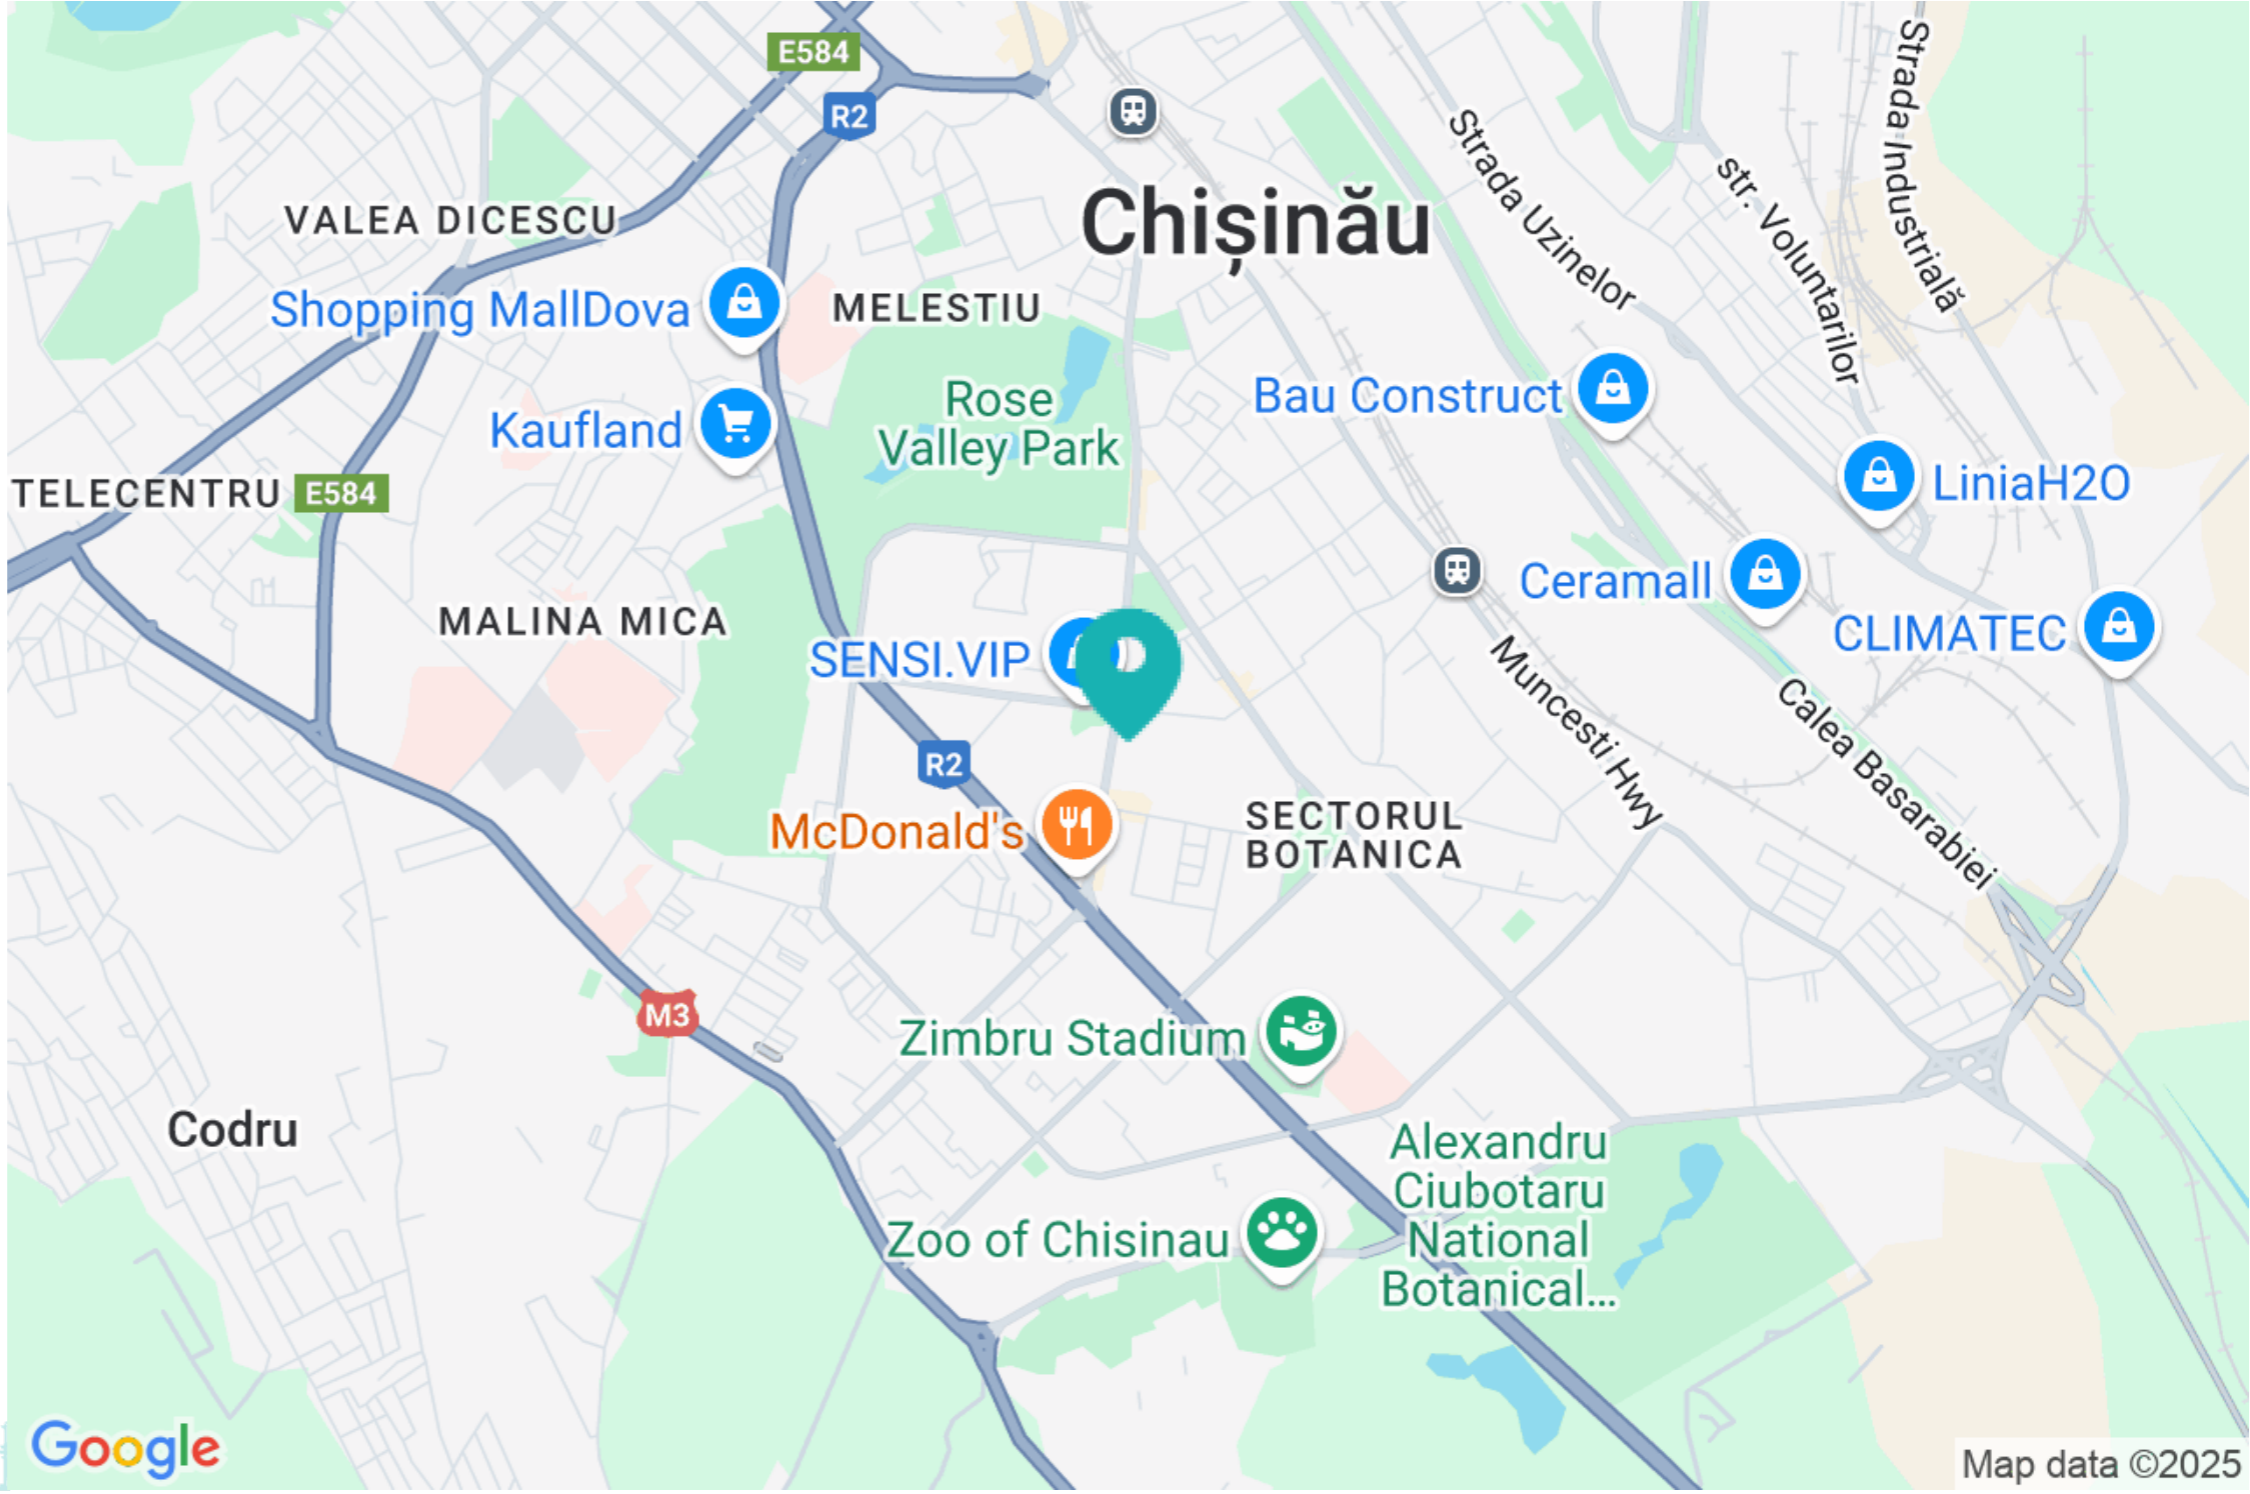 E584
R2
Strada Industrială
Strada Uzinelor
str. Voluntarilor
Chișinău
VALEA DICESCU
Shopping MallDova
MELESTIU
Kaufland
Rose
Valley Park
Bau Construct
LiniaH2O
TELECENTRU
E584
Ceramall
CLIMATEC
MALINA MICA
SENSI.VIP
Muncesti Hwy
Calea Basarabiei
R2
McDonald's
SECTORUL
BOTANICA
M3
Zimbru Stadium
Codru
Alexandru
Ciubotaru
National
Botanical...
Zoo of Chisinau
Google
Map data ©2025